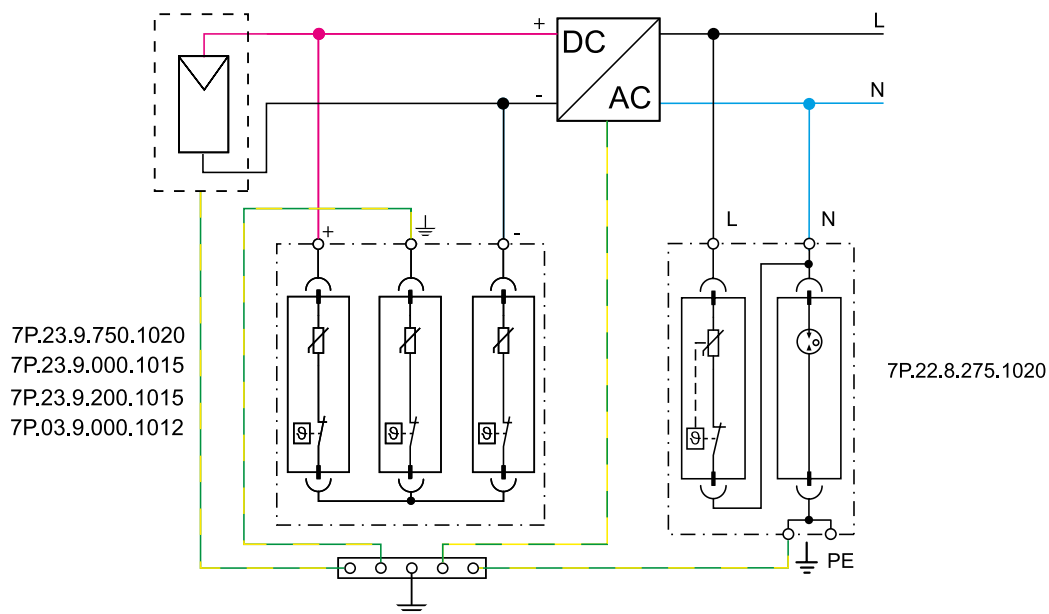 +
DC
AC
-
L
N
+
-
L
N
7P.23.9.750.1020
7P.23.9.000.1015
7P.23.9.200.1015
7P.03.9.000.1012
7P.22.8.275.1020
ϑ
ϑ
ϑ
ϑ
PE